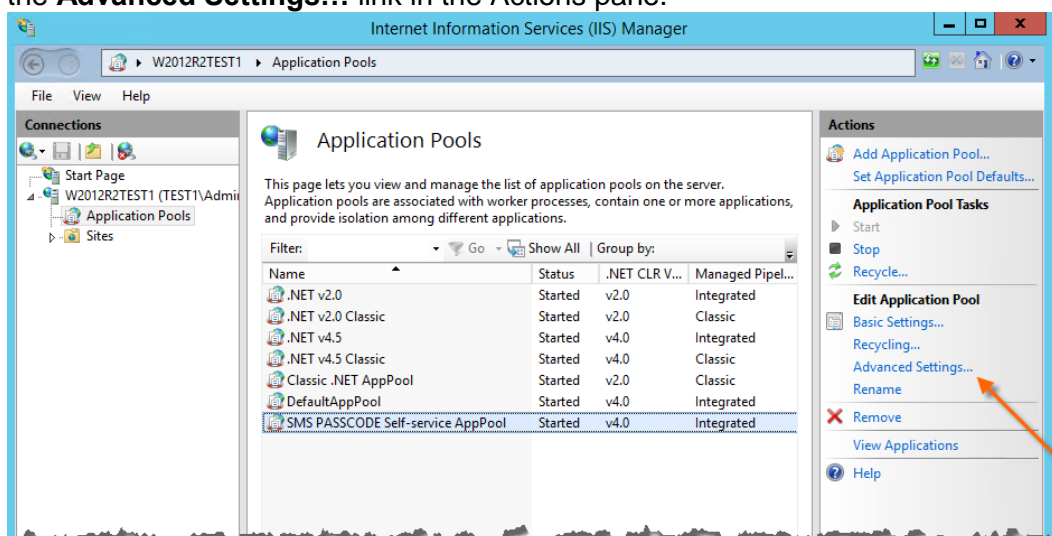 the Advanced Settings... link in the Actions pane.
Internet Information Services (IIS) Manager
W2012R2TEST1 Application Pools
File View Help
Connections
Start Page
W2012R2TEST1 (TEST1\Admi
Application Pools
Sites
Application Pools
This page lets you view and manage the list of application pools on the server.
Application pools are associated with worker processes, contain one or more applications,
and provide isolation among different applications.
Filter: Go Show All Group by:
Name Status .NET CLR V... Managed Pipel...
.NET v2.0 Started v2.0 Integrated
.NET v2.0 Classic Started v2.0 Classic
.NET v4.5 Started v4.0 Integrated
.NET v4.5 Classic Started v4.0 Classic
Classic .NET AppPool Started v2.0 Classic
DefaultAppPool Started v4.0 Integrated
SMS PASSCODE Self-service AppPool Started v4.0 Integrated
Actions
Add Application Pool...
Set Application Pool Defaults...
Application Pool Tasks
Start
Stop
Recycle...
Edit Application Pool
Basic Settings...
Recycling...
Advanced Settings...
Rename
Remove
View Applications
Help